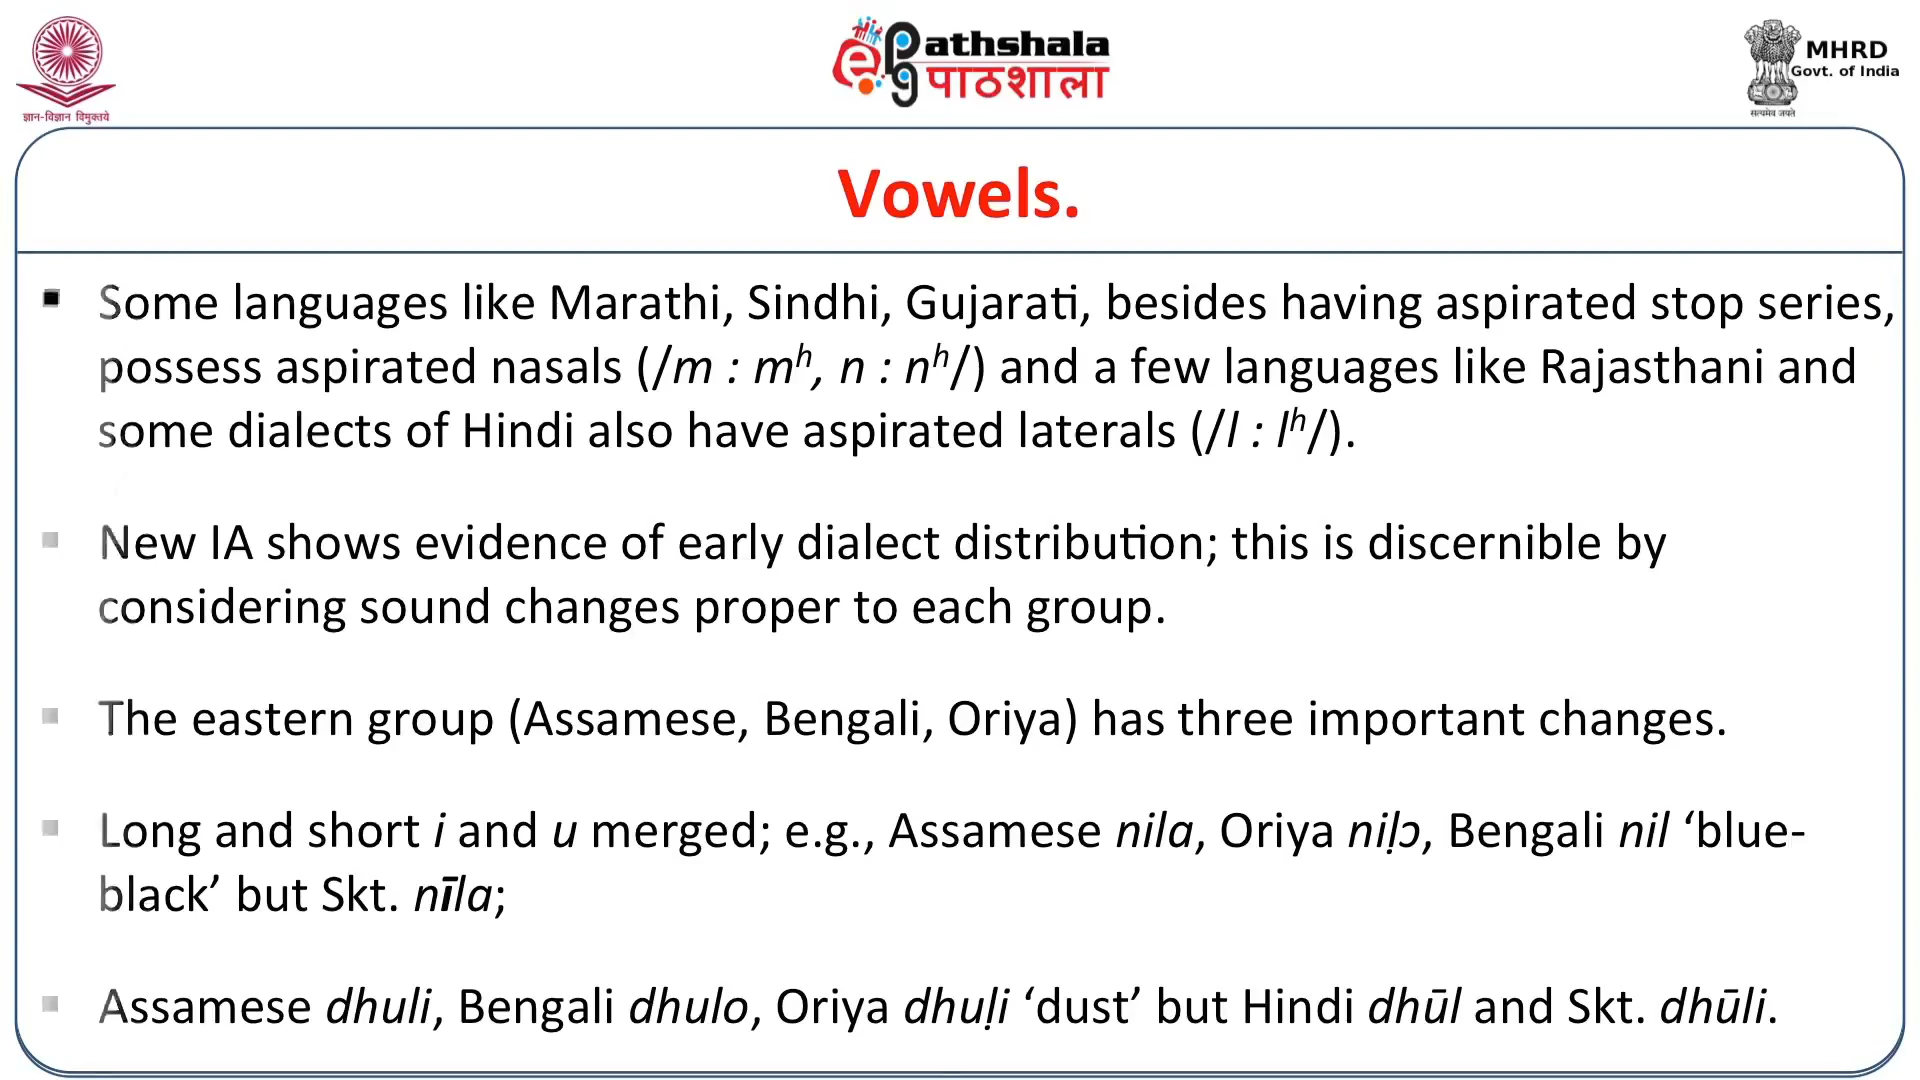 ज्ञान-विज्ञान विमुक्तये
ePG Pathshala
पाठशाला
MHRD
Govt. of India
सत्यमेव जयते
Vowels.
▪ Some languages like Marathi, Sindhi, Gujarati, besides having aspirated stop series,
possess aspirated nasals (/m : mʰ, n : nʰ/) and a few languages like Rajasthani and
some dialects of Hindi also have aspirated laterals (/l : lʰ/).
▪ New IA shows evidence of early dialect distribution; this is discernible by
considering sound changes proper to each group.
▪ The eastern group (Assamese, Bengali, Oriya) has three important changes.
▪ Long and short i and u merged; e.g., Assamese nila, Oriya niḷɔ, Bengali nil ‘blue-
black’ but Skt. nīla;
▪ Assamese dhuli, Bengali dhulo, Oriya dhuḷi ‘dust’ but Hindi dhūl and Skt. dhūli.